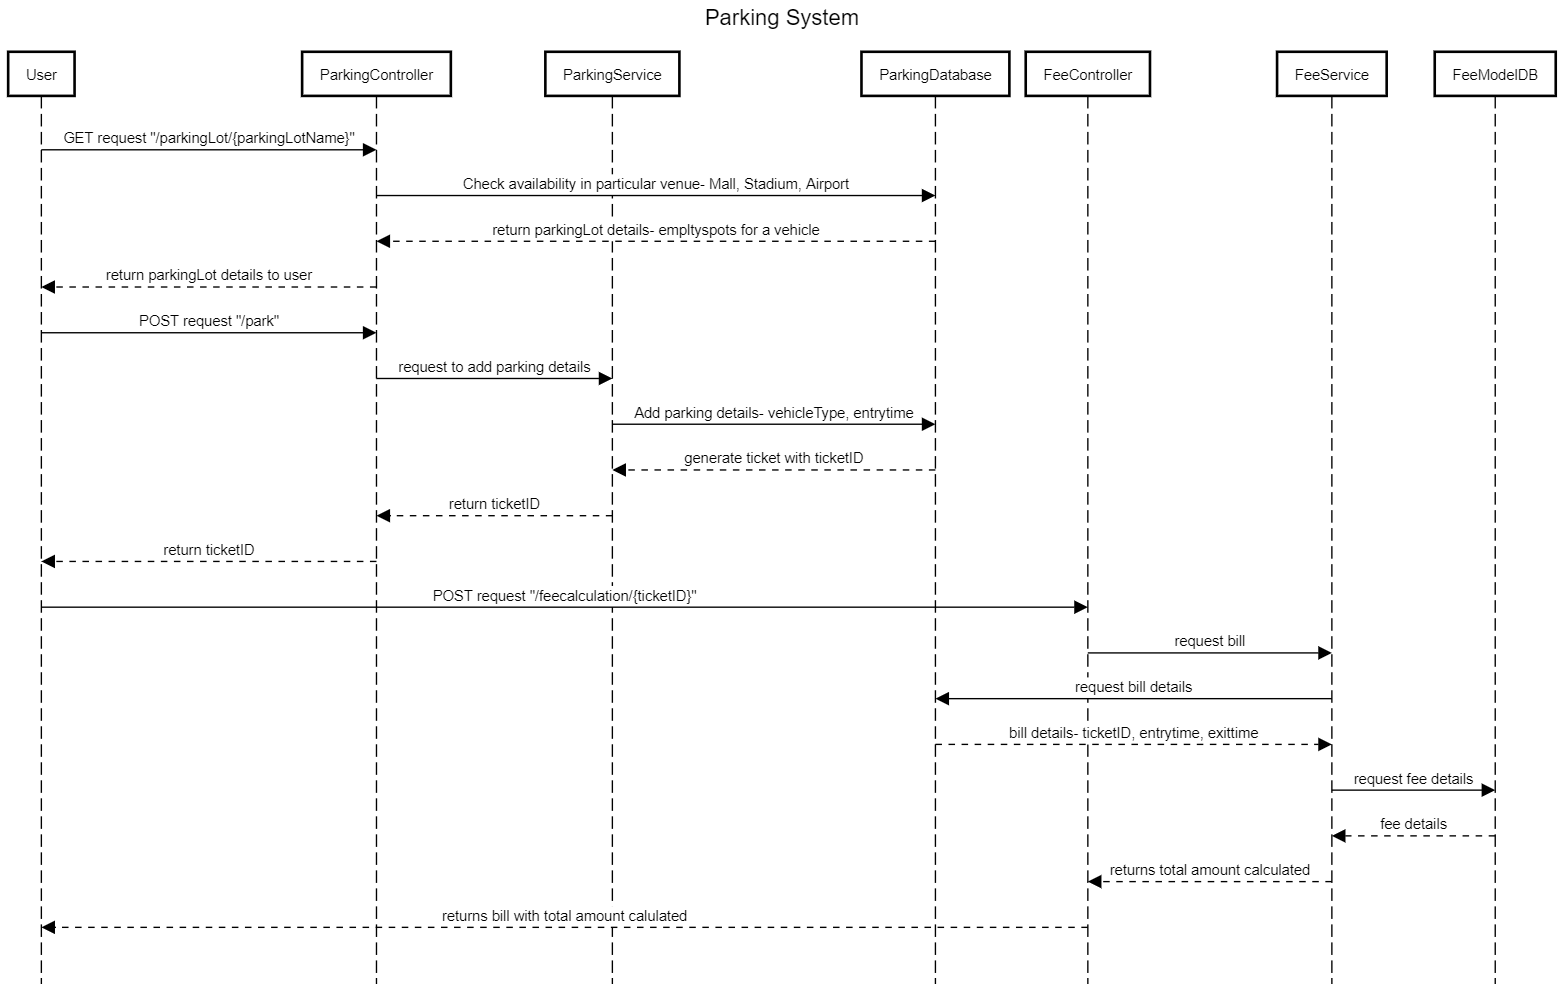 Parking System
User
ParkingController
ParkingService
ParkingDatabase
FeeController
FeeService
FeeModelDB
GET request "/parkingLot/{parkingLotName}"
Check availability in particular venue- Mall, Stadium, Airport
return parkingLot details- empltyspots for a vehicle
return parkingLot details to user
POST request "/park"
request to add parking details
Add parking details- vehicleType, entrytime
generate ticket with ticketID
return ticketID
return ticketID
POST request "/feecalculation/{ticketID}"
request bill
request bill details
bill details- ticketID, entrytime, exittime
request fee details
fee details
returns total amount calculated
returns bill with total amount calulated